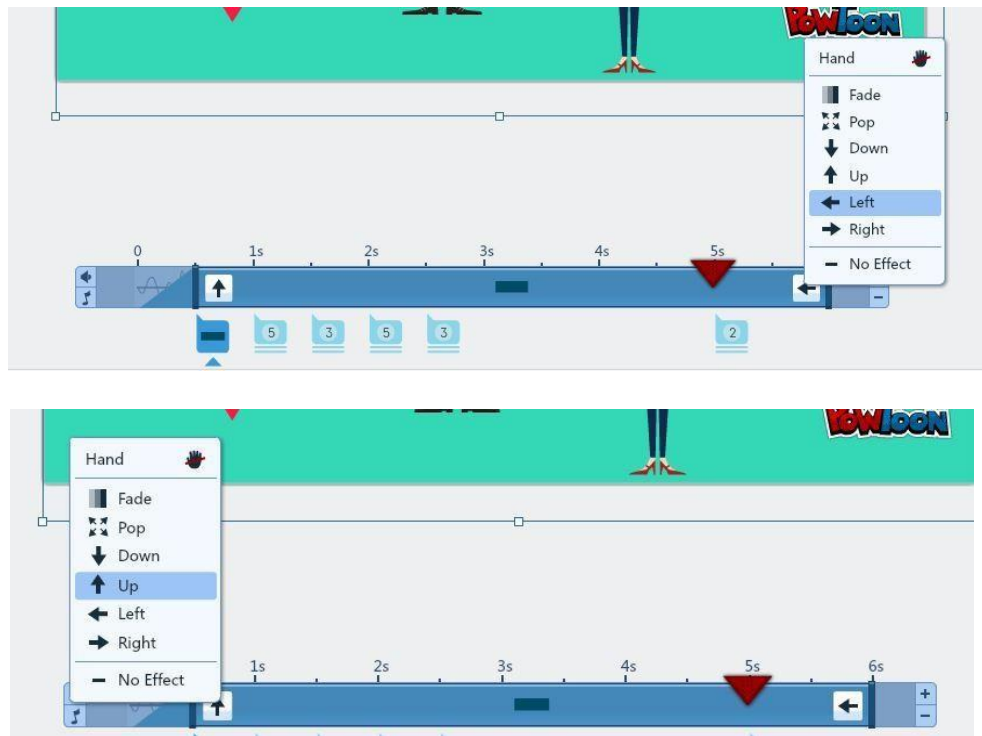 POWTOON
Hand
Fade
Pop
Down
Up
Left
Right
No Effect
0 1s 2s 3s 4s 5s
5 3 5 3 2
POWTOON
Hand
Fade
Pop
Down
Up
Left
Right
No Effect
1s 2s 3s 4s 5s 6s